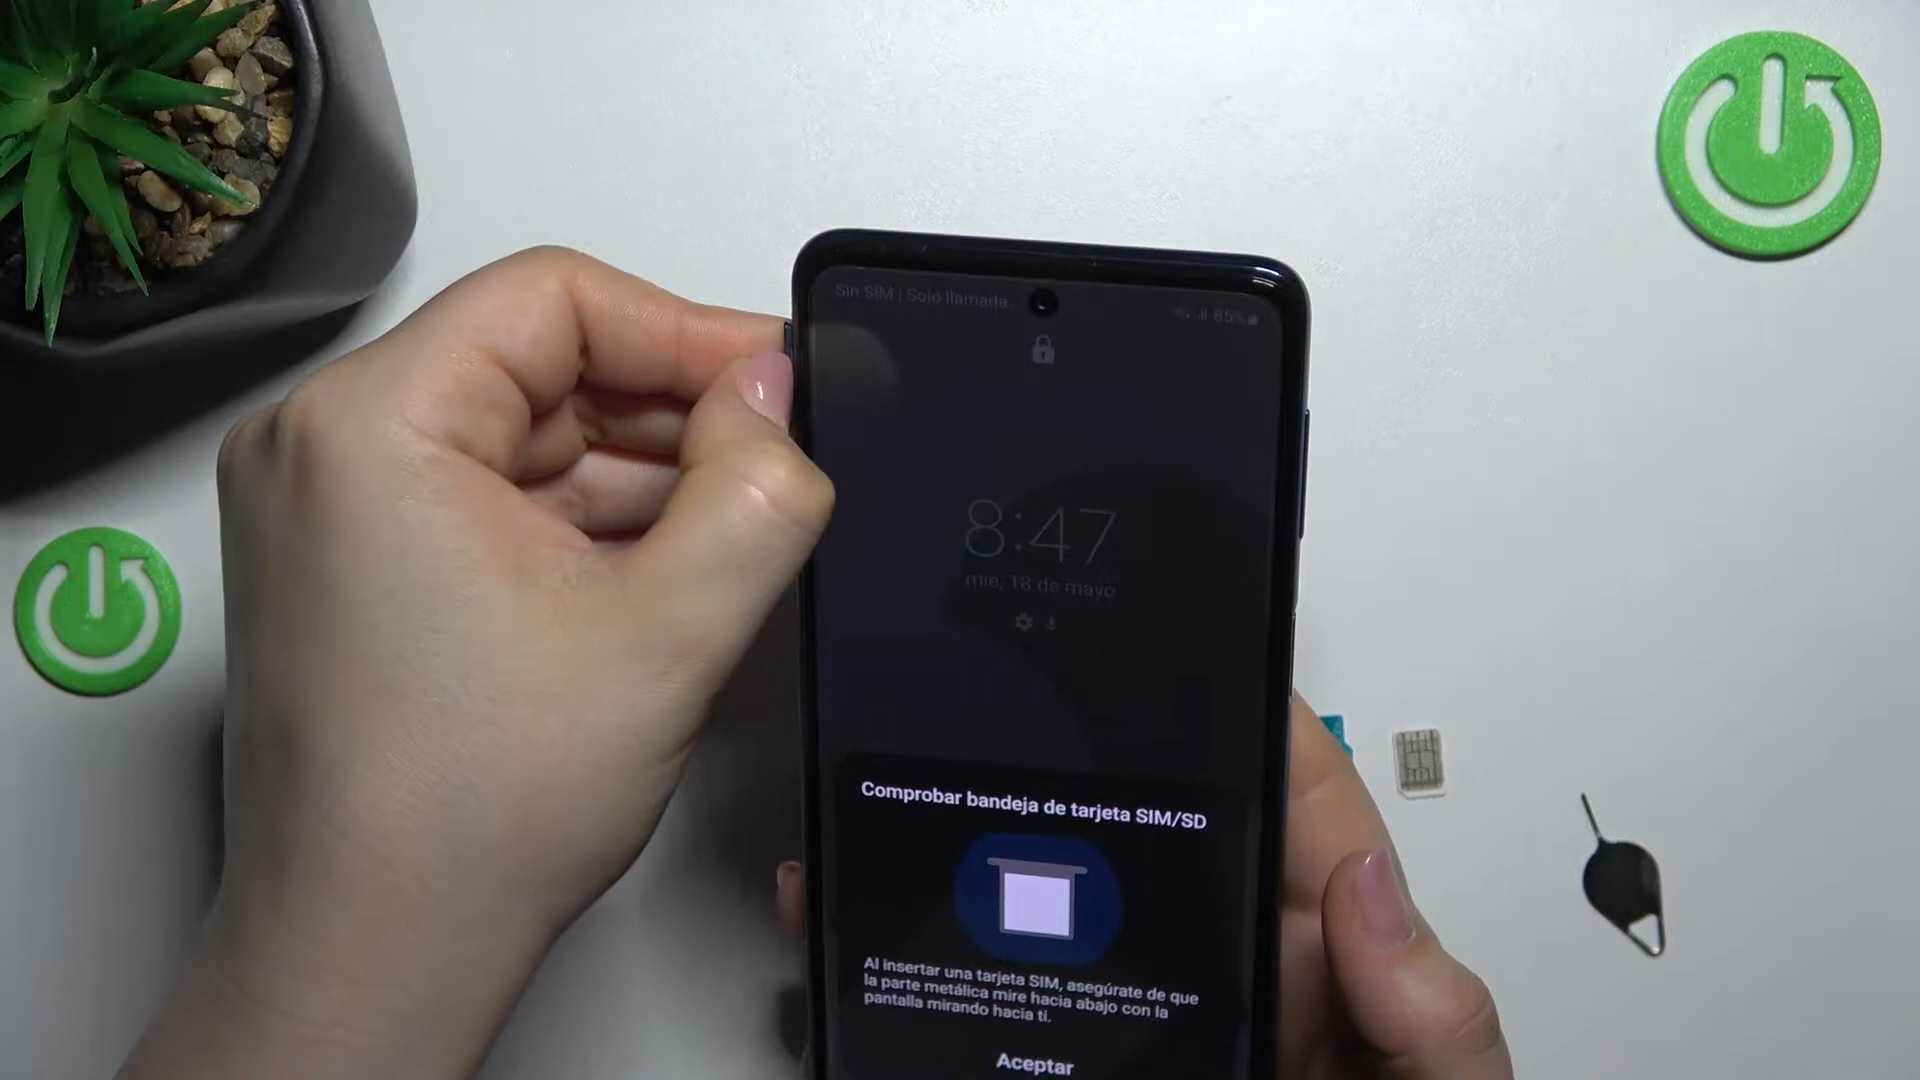 Sin SIM | Solo llamada
85%
8:47
mié, 18 de mayo
Comprobar bandeja de tarjeta SIM/SD
Al insertar una tarjeta SIM, asegúrate de que
la parte metálica mire hacia abajo con la
pantalla mirando hacia ti.
Aceptar